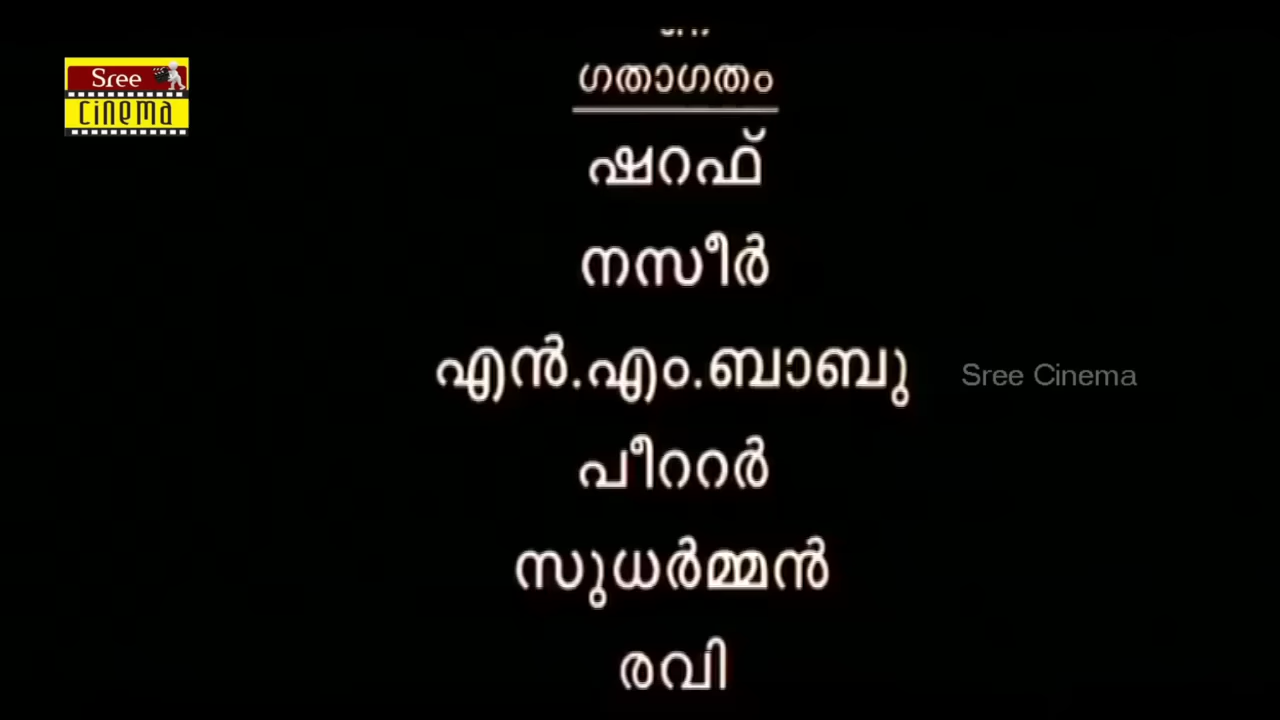 Sree
cinema
ഗതാഗതം
ഷറഫ്
നസീർ
എൻ.എം.ബാബു
Sree Cinema
പീററർ
സുധർമ്മൻ
രവി